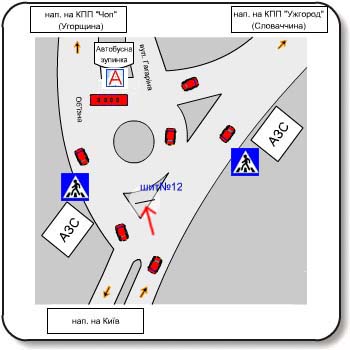 нап. на КПП "Чоп"
(Угорщина)
нап. на КПП "Ужгород"
(Словаччина)
Автобусна
зупинка
A
вул. Гагаріна
Об'їзна
АЗС
щит№12
АЗС
нап. на Київ